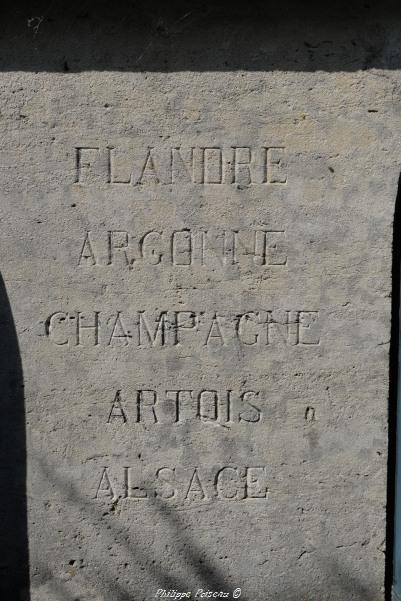 FLANDRE
ARGONNE
CHAMPAGNE
ARTOIS
ALSACE
Philippe Poiseau ©